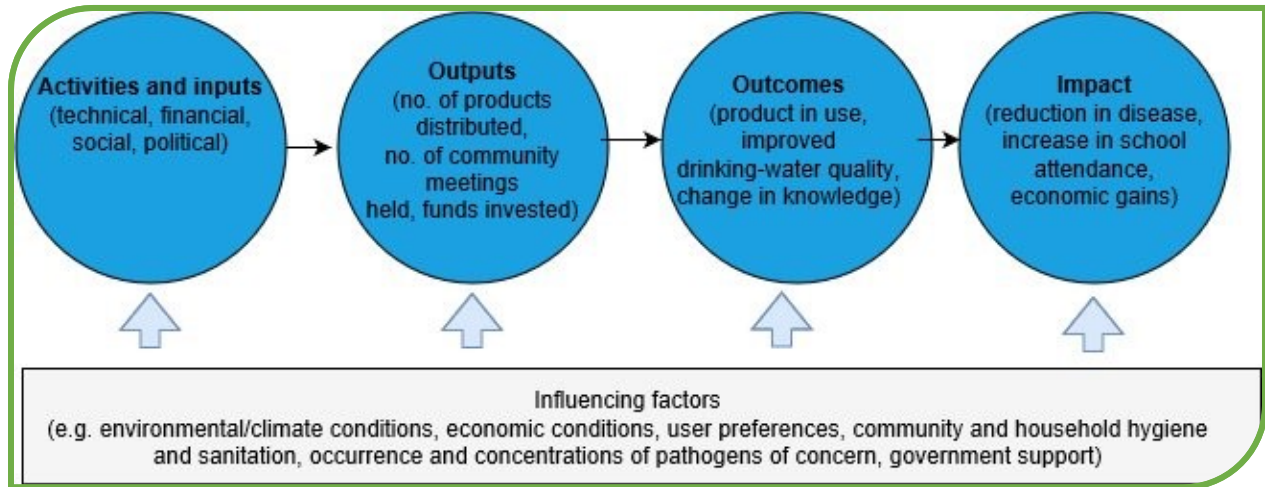 Activities and inputs
(technical, financial,
social, political)
Outputs
(no. of products
distributed,
no. of community
meetings
held, funds invested)
Outcomes
(product in use,
improved
drinking-water quality,
change in knowledge)
Impact
(reduction in disease,
increase in school
attendance,
economic gains)
Influencing factors
(e.g. environmental/climate conditions, economic conditions, user preferences, community and household hygiene
and sanitation, occurrence and concentrations of pathogens of concern, government support)